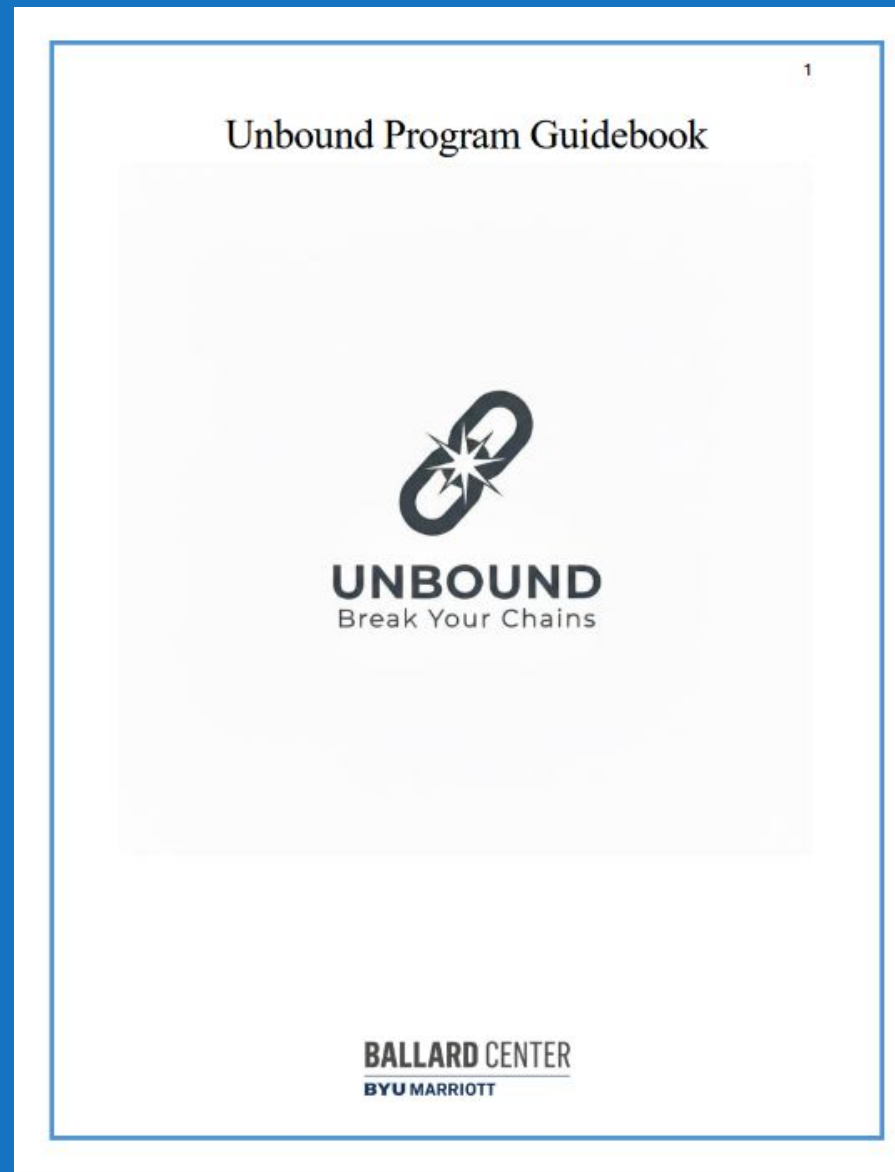 1
Unbound Program Guidebook
UNBOUND
Break Your Chains
BALLARD CENTER
BYU MARRIOTT